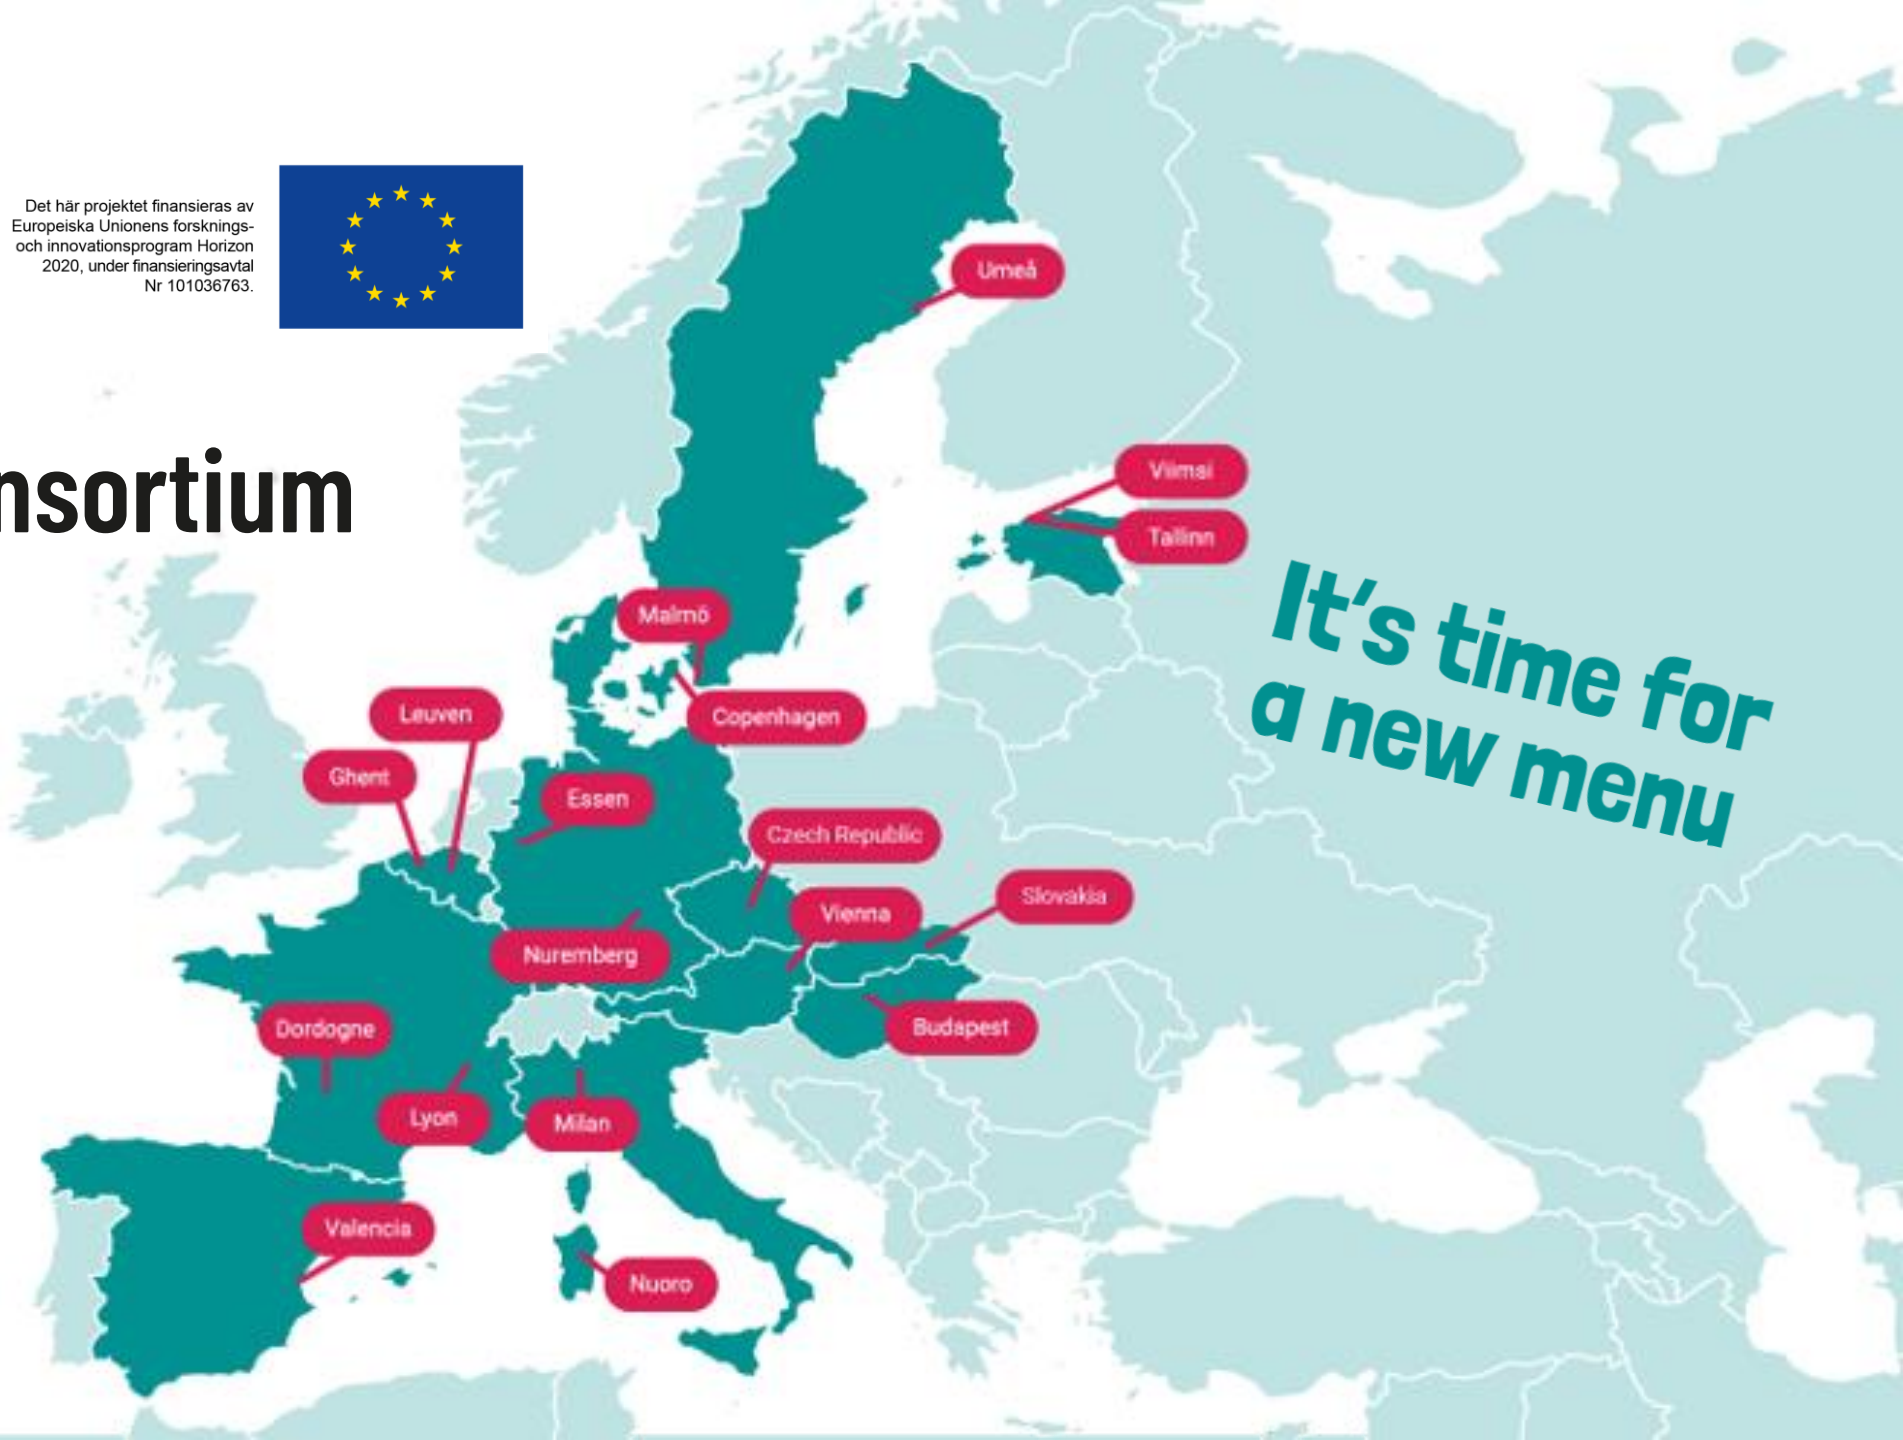 Det här projektet finansieras av
Europeiska Unionens forsknings-
och innovationsprogram Horizon
2020, under finansieringsavtal
Nr 101036763.
nsortium
Umeå
Viimsi
Tallinn
It's time for
a new menu
Malmö
Copenhagen
Leuven
Ghent
Essen
Czech Republic
Slovakia
Vienna
Nuremberg
Dordogne
Budapest
Lyon
Milan
Valencia
Nuoro